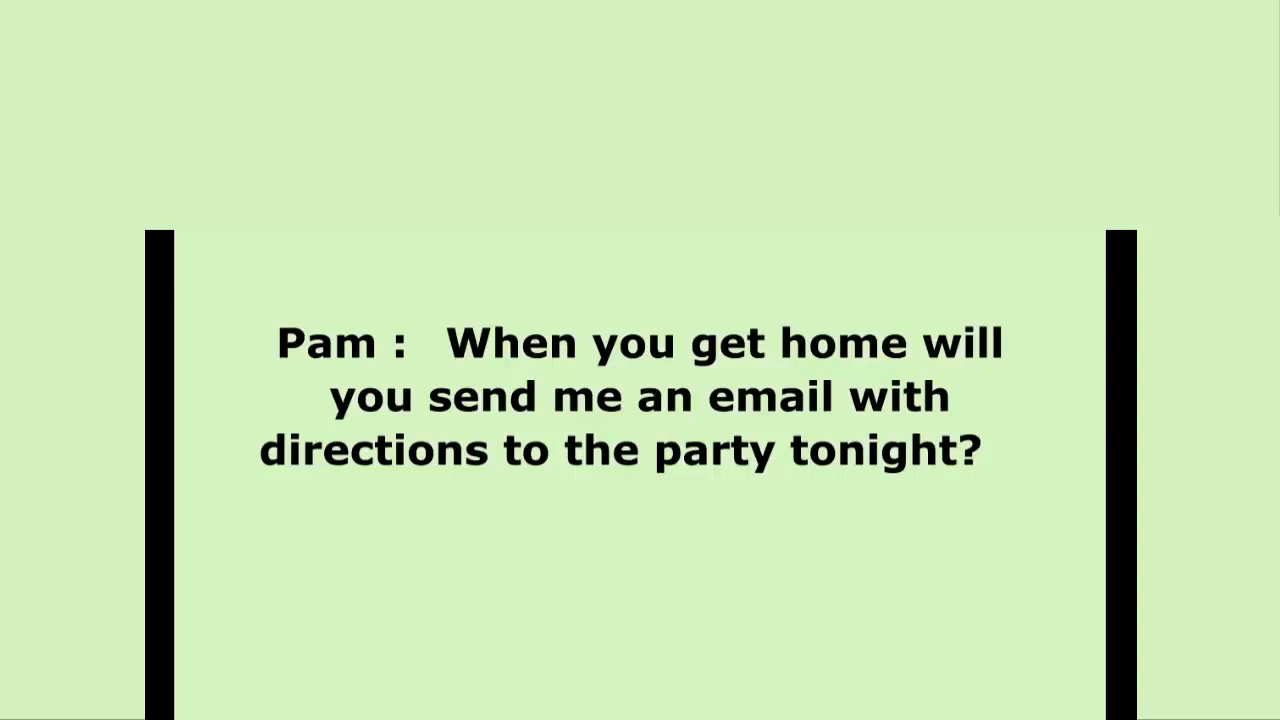 Pam :   When you get home will
you send me an email with
directions to the party tonight?